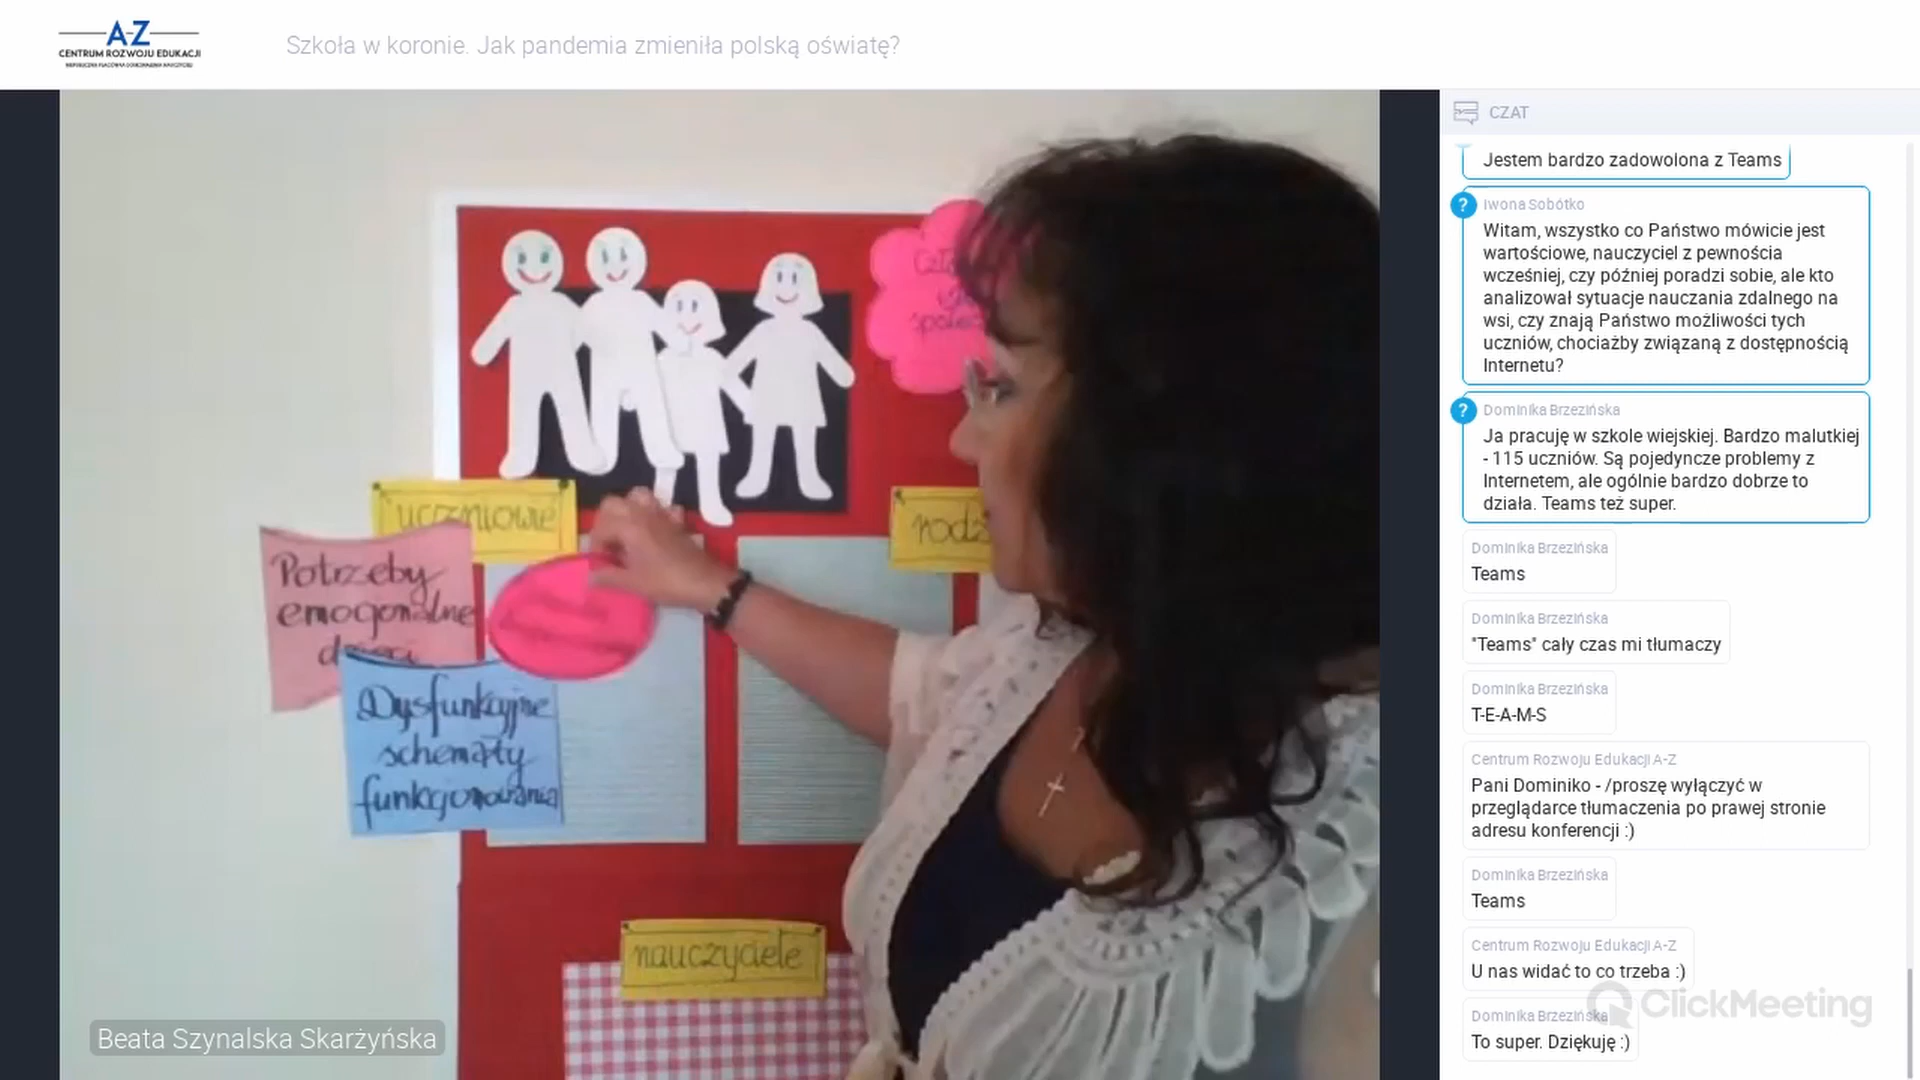 A-Z
CENTRUM ROZWOJU EDUKACJI
NIEPUBLICZNA PLACÓWKA DOSKONALENIA NAUCZYCIELI
Szkoła w koronie. Jak pandemia zmieniła polską oświatę?
uczniowie
Potrzeby
emocjonalne
dzieci
Dysfunkcyjne
schematy
funkcjonowania
nauczyciele
Beata Szynalska Skarżyńska
CZAT
Jestem bardzo zadowolona z Teams
?
Iwona Sobótko
Witam, wszystko co Państwo mówicie jest
wartościowe, nauczyciel z pewnościa
wcześniej, czy później poradzi sobie, ale kto
analizował sytuacje nauczania zdalnego na
wsi, czy znają Państwo możliwości tych
uczniów, chociażby związaną z dostępnością
Internetu?
?
Dominika Brzezińska
Ja pracuję w szkole wiejskiej. Bardzo malutkiej
- 115 uczniów. Są pojedyncze problemy z
Internetem, ale ogólnie bardzo dobrze to
działa. Teams też super.
Dominika Brzezińska
Teams
Dominika Brzezińska
"Teams" cały czas mi tłumaczy
Dominika Brzezińska
T-E-A-M-S
Centrum Rozwoju Edukacji A-Z
Pani Dominiko - /proszę wyłączyć w
przeglądarce tłumaczenia po prawej stronie
adresu konferencji :)
Dominika Brzezińska
Teams
Centrum Rozwoju Edukacji A-Z
U nas widać to co trzeba :)
ClickMeeting
Dominika Brzezińska
To super. Dziękuję :)